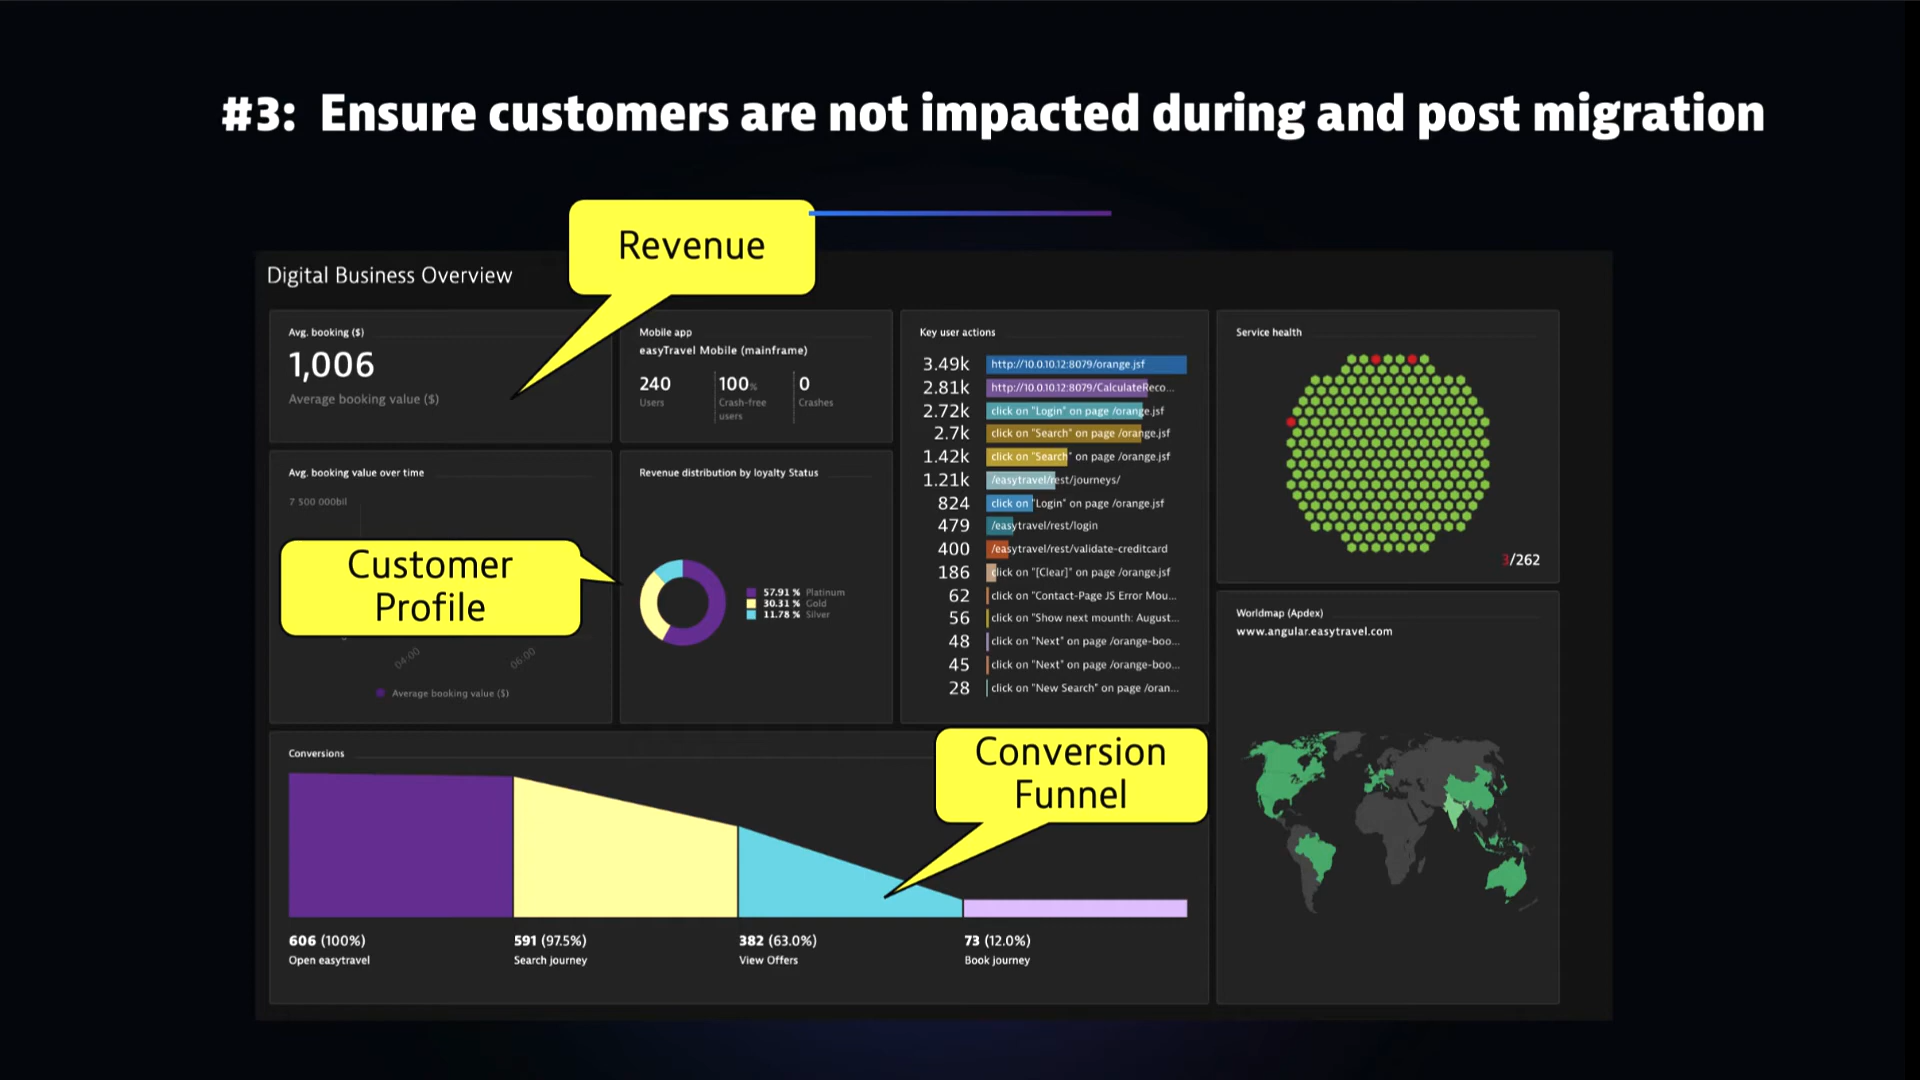 #3: Ensure customers are not impacted during and post migration
Revenue
Digital Business Overview
Avg. booking ($)
1,006
Average booking value ($)
Mobile app
easyTravel Mobile (mainframe)
240
Users
100%
Crash-free
users
0
Crashes
Key user actions
3.49k http://10.0.10.12:8079/orange.jsf
2.81k http://10.0.10.12:8079/CalculateReco...
2.72k click on "Login" on page /orange.jsf
2.7k click on "Search" on page /orange.jsf
1.42k click on "Search" on page /orange.jsf
1.21k /easytravel/rest/journeys/
824 click on "Login" on page /orange.jsf
479 /easytravel/rest/login
400 /easytravel/rest/validate-creditcard
186 click on "[Clear]" on page /orange.jsf
62 click on "Contact-Page JS Error Mou...
56 click on "Show next mounth: August...
48 click on "Next" on page /orange-boo...
45 click on "Next" on page /orange-boo...
28 click on "New Search" on page /oran...
Service health
3/262
Avg. booking value over time
7 500 000bil
Customer
Profile
04:00
06:00
Average booking value ($)
Revenue distribution by loyalty Status
57.91 % Platinum
30.31 % Gold
11.78 % Silver
Worldmap (Apdex)
www.angular.easytravel.com
Conversions
Conversion
Funnel
606 (100%)
Open easytravel
591 (97.5%)
Search journey
382 (63.0%)
View Offers
73 (12.0%)
Book journey